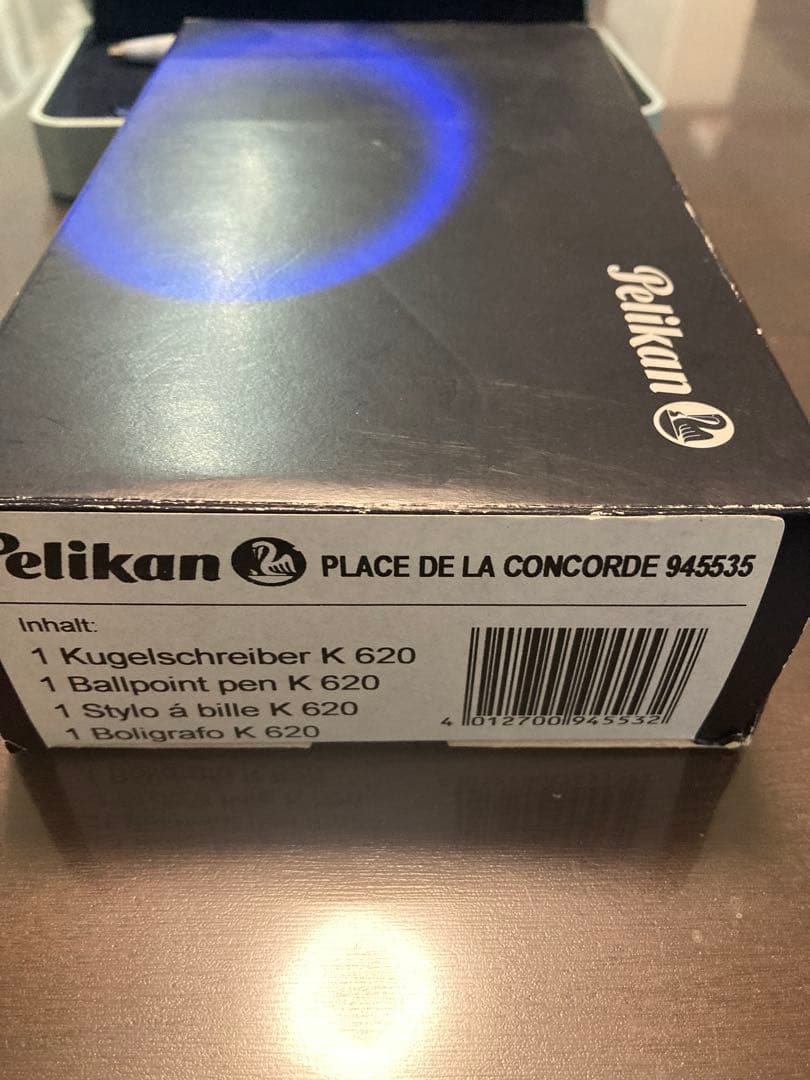 Pelikan
Pelikan PLACE DE LA CONCORDE 945535
Inhalt:
1 Kugelschreiber K 620
1 Ballpoint pen K 620
1 Stylo á bille K 620
1 Boligrafo K 620
4 012700 945532